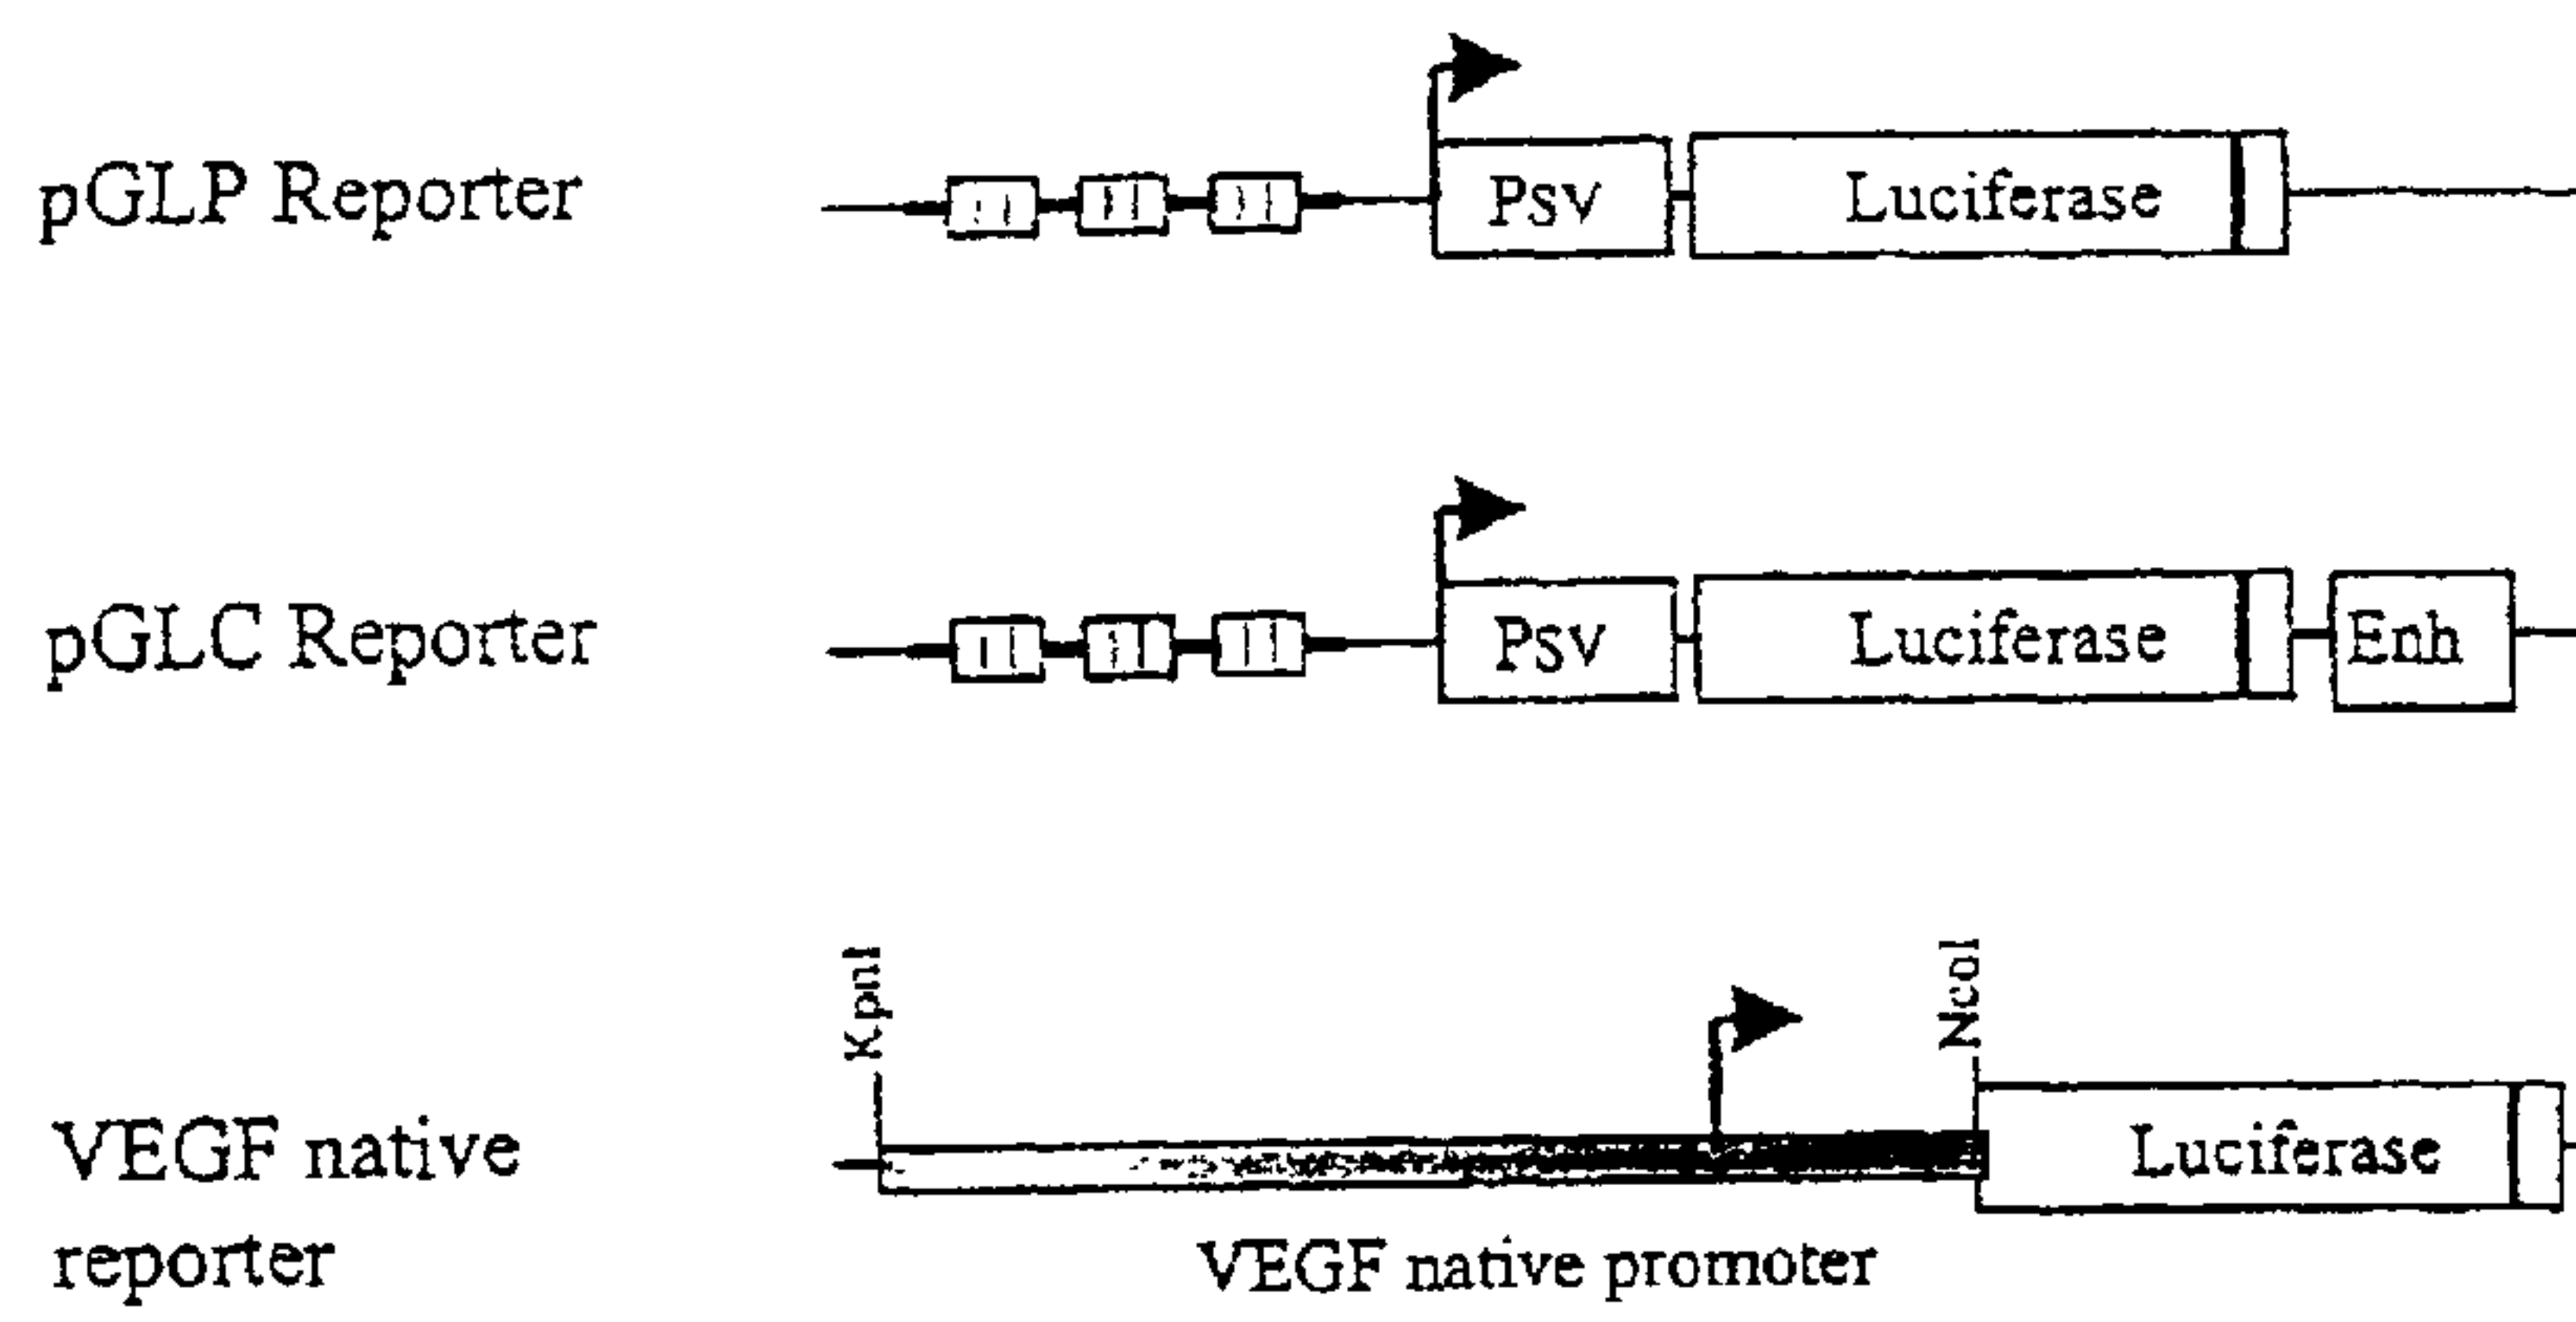 pGLP Reporter
PSV
Luciferase
pGLC Reporter
PSV
Luciferase
Enh
KpnI
NcoI
VEGF native
reporter
Luciferase
VEGF native promoter